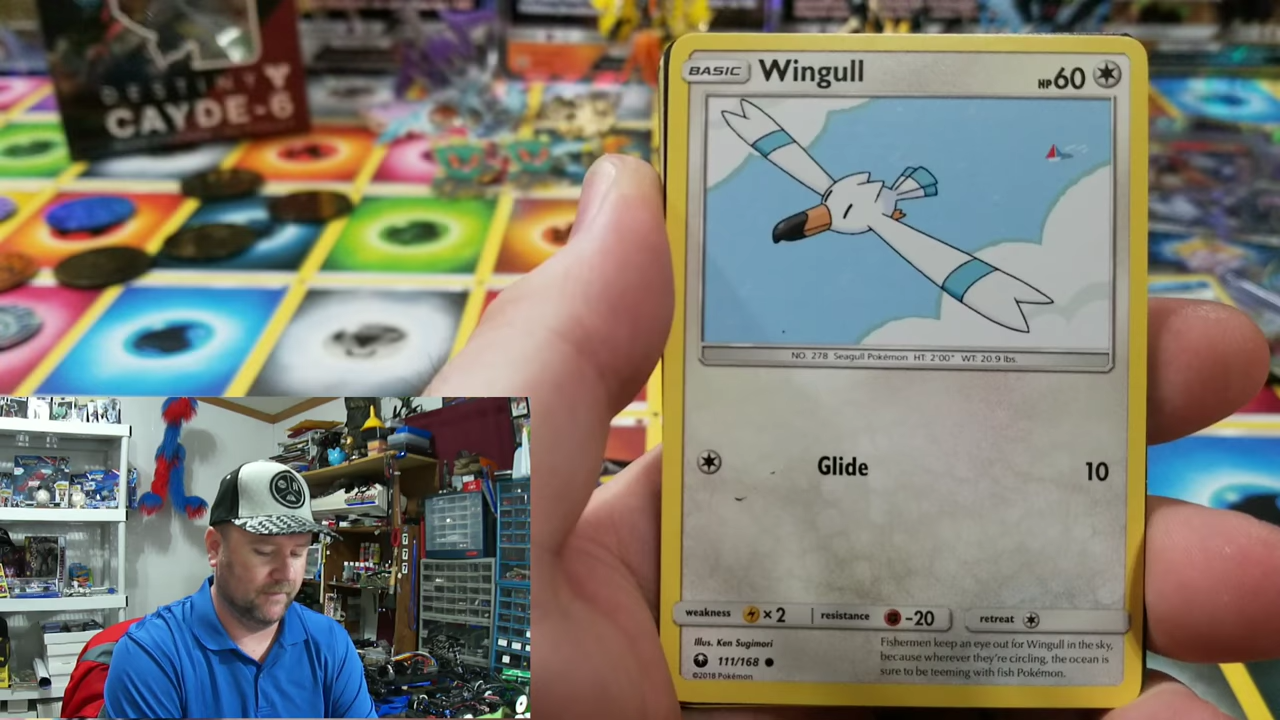 DESTINY
CAYDE-6
BASIC Wingull HP 60
NO. 278 Seagull Pokémon HT: 2'00" WT: 20.9 lbs.
Glide 10
weakness ×2 resistance -20 retreat
Illus. Ken Sugimori
111/168
©2018 Pokémon
Fishermen keep an eye out for Wingull in the sky,
because wherever they're circling, the ocean is
sure to be teeming with fish Pokémon.